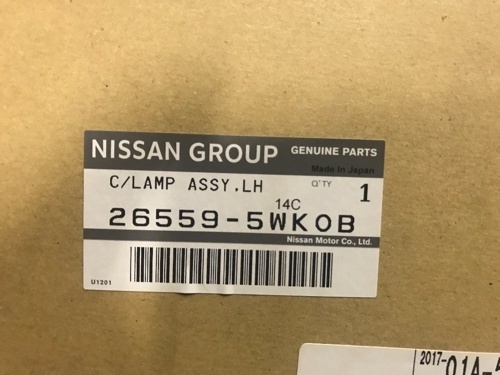 NISSAN GROUP GENUINE PARTS
Made In Japan
C/LAMP ASSY.LH Q'TY 1
14C
26559-5WK0B
Nissan Motor Co., Ltd.
U1201
2017-